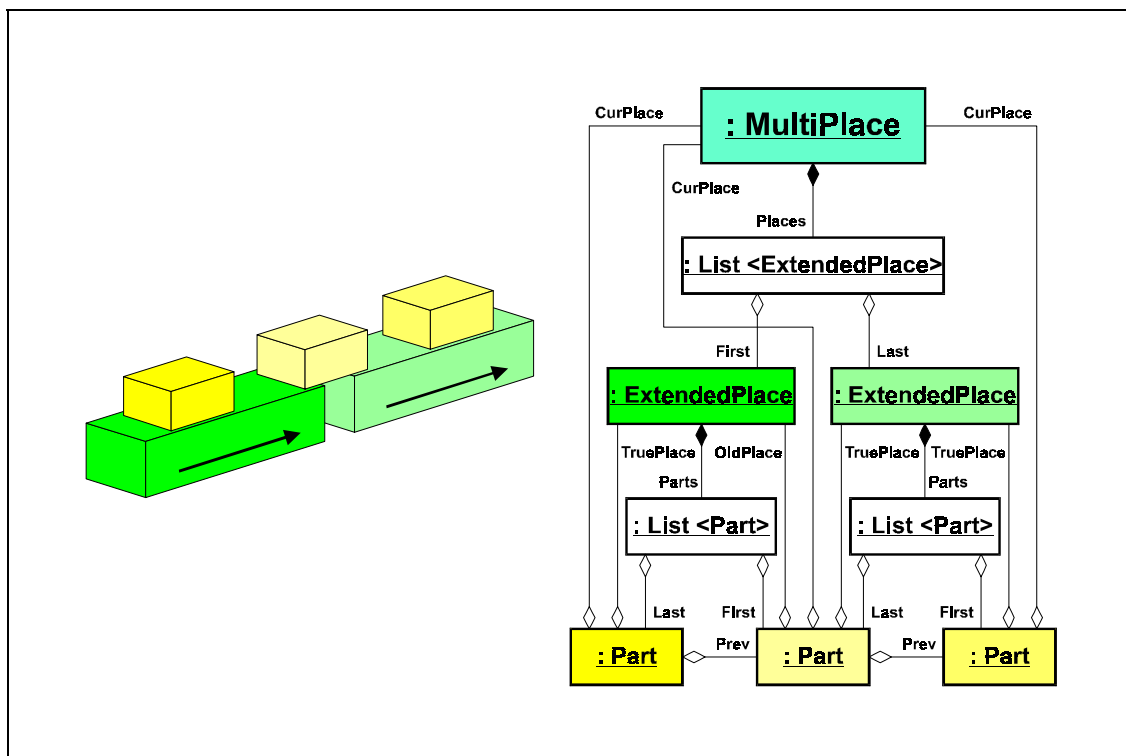 CurPlace
: MultiPlace
CurPlace
CurPlace
Places
: List <ExtendedPlace>
First
Last
: ExtendedPlace
: ExtendedPlace
TruePlace
OldPlace
TruePlace
TruePlace
Parts
Parts
: List <Part>
: List <Part>
Last
FIrst
Last
FIrst
: Part
Prev
: Part
Prev
: Part